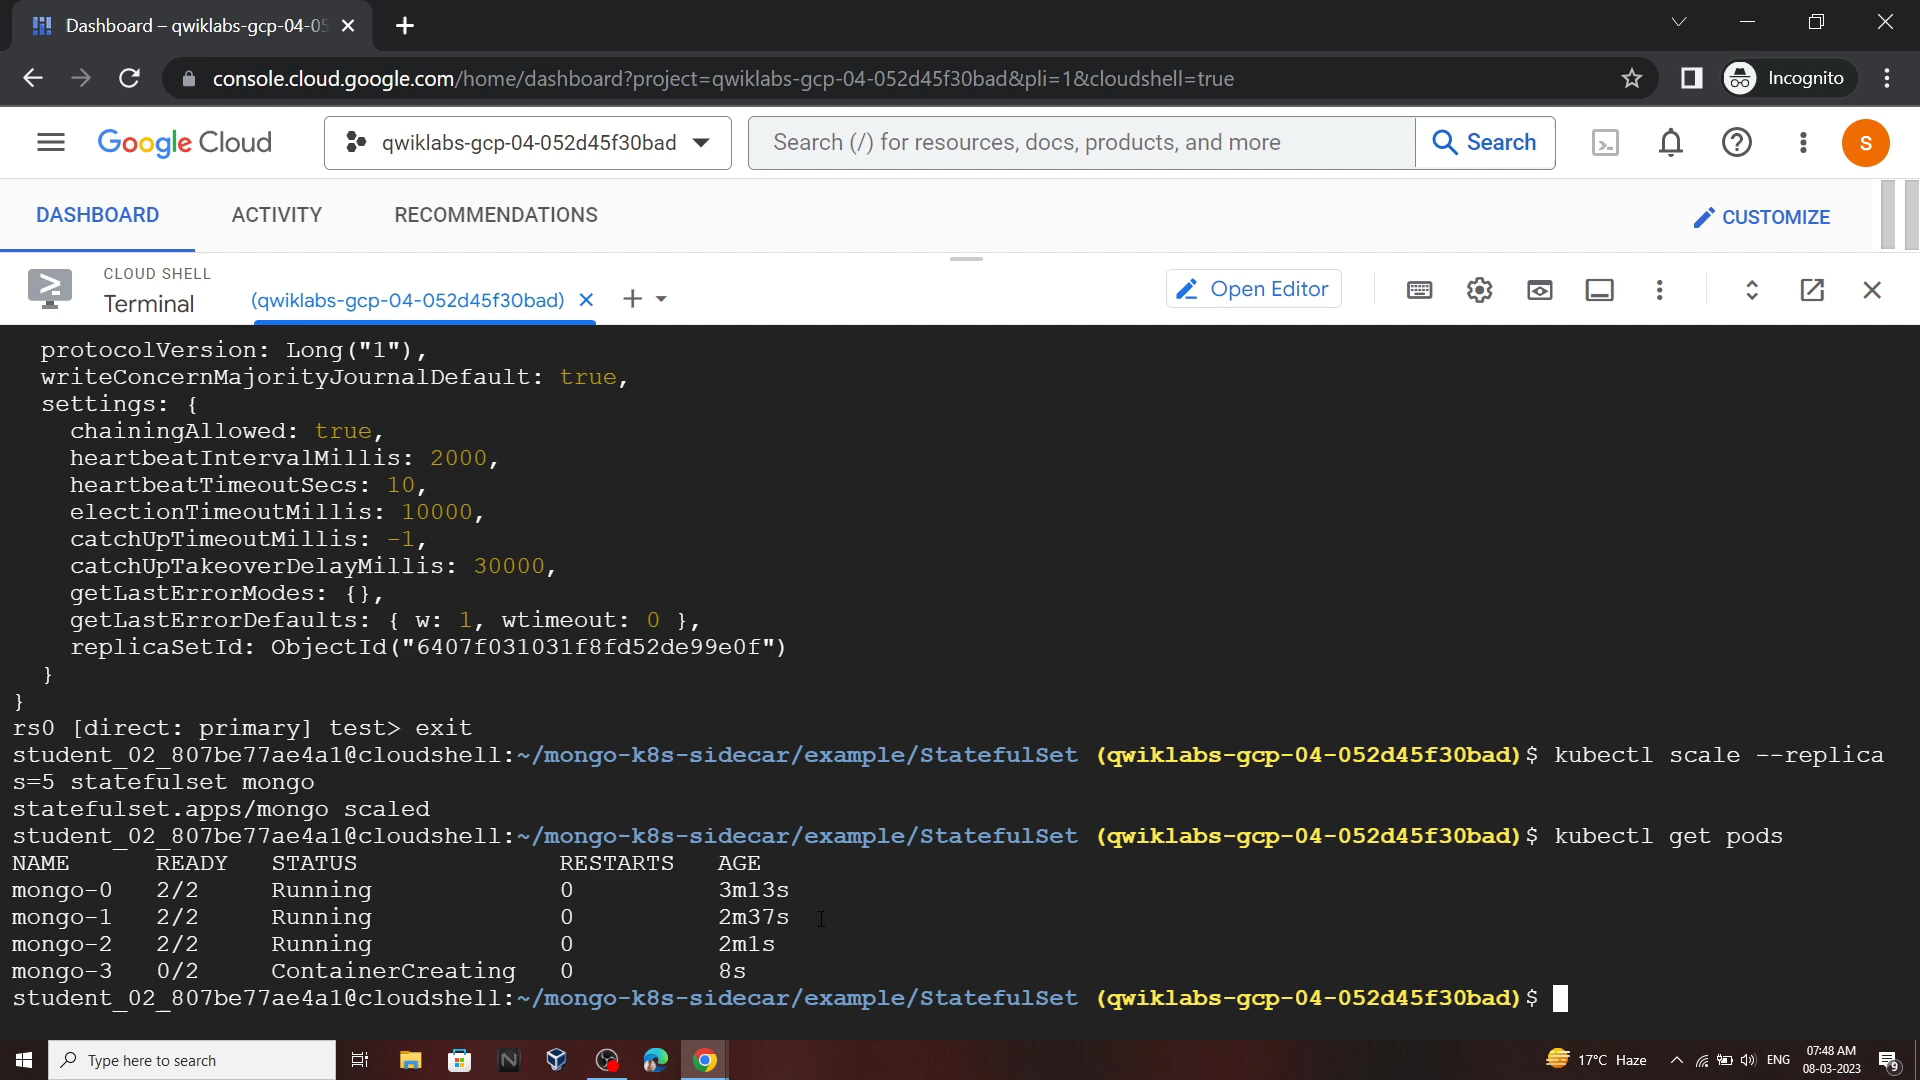 Dashboard – qwiklabs-gcp-04-05
console.cloud.google.com/home/dashboard?project=qwiklabs-gcp-04-052d45f30bad&pli=1&cloudshell=true
Incognito
Google Cloud
qwiklabs-gcp-04-052d45f30bad
Search (/) for resources, docs, products, and more
Search
S
DASHBOARD
ACTIVITY
RECOMMENDATIONS
CUSTOMIZE
CLOUD SHELL
Terminal
(qwiklabs-gcp-04-052d45f30bad)
Open Editor
protocolVersion: Long("1"),
writeConcernMajorityJournalDefault: true,
settings: {
chainingAllowed: true,
heartbeatIntervalMillis: 2000,
heartbeatTimeoutSecs: 10,
electionTimeoutMillis: 10000,
catchUpTimeoutMillis: -1,
catchUpTakeoverDelayMillis: 30000,
getLastErrorModes: {},
getLastErrorDefaults: { w: 1, wtimeout: 0 },
replicaSetId: ObjectId("6407f031031f8fd52de99e0f")
}
}
rs0 [direct: primary] test> exit
student_02_807be77ae4a1@cloudshell:~/mongo-k8s-sidecar/example/StatefulSet (qwiklabs-gcp-04-052d45f30bad)$ kubectl scale --replica
s=5 statefulset mongo
statefulset.apps/mongo scaled
student_02_807be77ae4a1@cloudshell:~/mongo-k8s-sidecar/example/StatefulSet (qwiklabs-gcp-04-052d45f30bad)$ kubectl get pods
NAME READY STATUS RESTARTS AGE
mongo-0 2/2 Running 0 3m13s
mongo-1 2/2 Running 0 2m37s
mongo-2 2/2 Running 0 2m1s
mongo-3 0/2 ContainerCreating 0 8s
student_02_807be77ae4a1@cloudshell:~/mongo-k8s-sidecar/example/StatefulSet (qwiklabs-gcp-04-052d45f30bad)$
Type here to search
17°C Haze
ENG
07:48 AM
08-03-2023
9